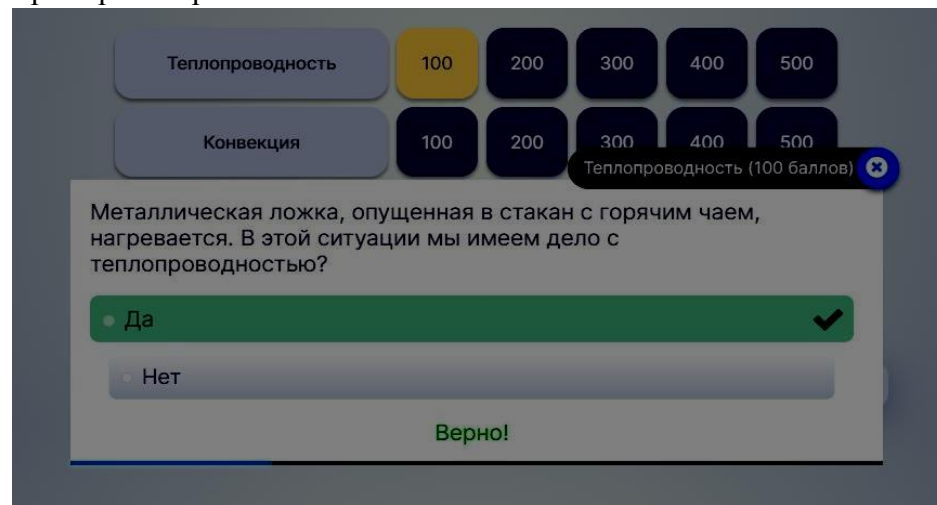 Теплопроводность 100 200 300 400 500
Конвекция 100 200 300 400 500
Теплопроводность (100 баллов)
Металлическая ложка, опущенная в стакан с горячим чаем,
нагревается. В этой ситуации мы имеем дело с
теплопроводностью?
Да
Нет
Верно!